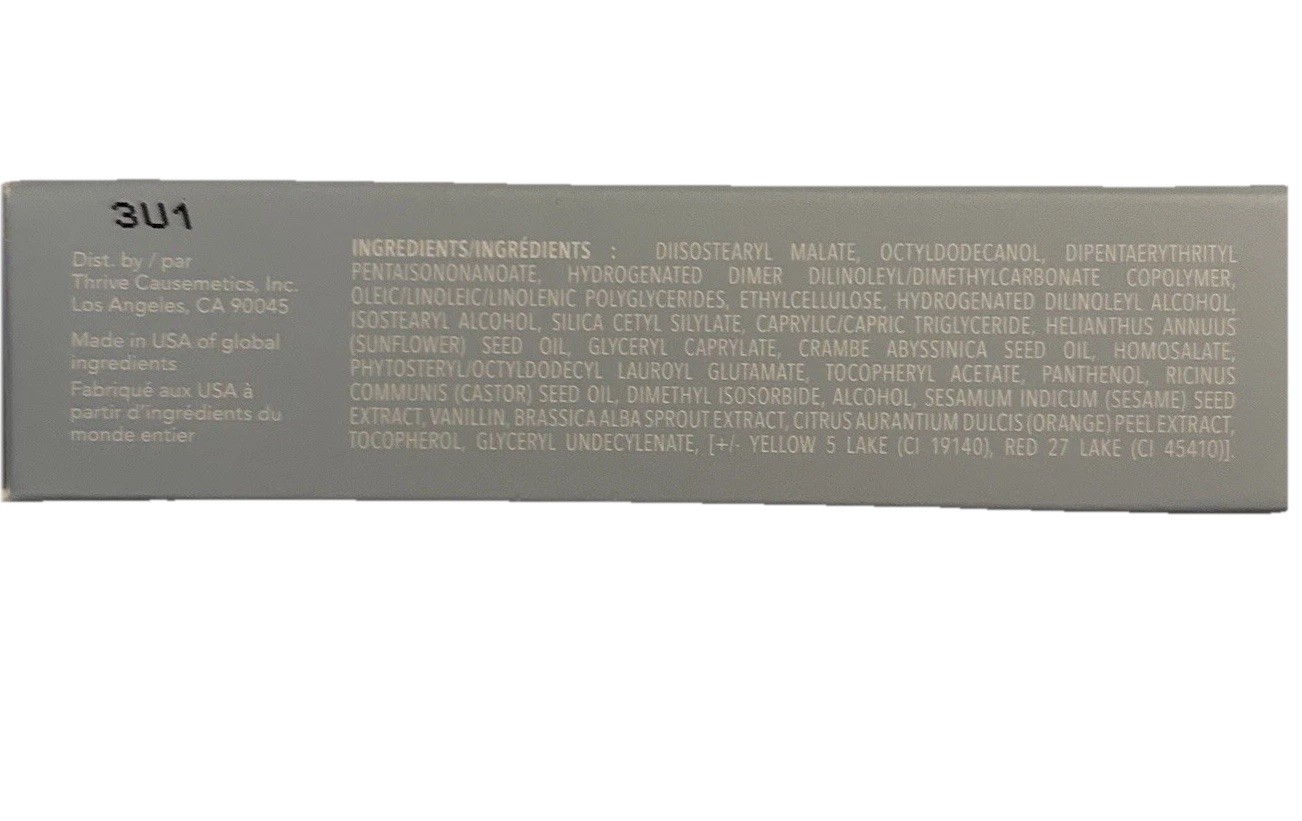 3U1
Dist. by / par
Thrive Causemetics, Inc.
Los Angeles, CA 90045
Made in USA of global
ingredients
Fabriqué aux USA à
partir d'ingrédients du
monde entier
INGREDIENTS/INGRÉDIENTS : DIISOSTEARYL MALATE, OCTYLDODECANOL, DIPENTAERYTHRITYL
PENTAISONONANOATE, HYDROGENATED DIMER DILINOLEYL/DIMETHYLCARBONATE COPOLYMER,
OLEIC/LINOLEIC/LINOLENIC POLYGLYCERIDES, ETHYLCELLULOSE, HYDROGENATED DILINOLEYL ALCOHOL,
ISOSTEARYL ALCOHOL, SILICA CETYL SILYLATE, CAPRYLIC/CAPRIC TRIGLYCERIDE, HELIANTHUS ANNUUS
(SUNFLOWER) SEED OIL, GLYCERYL CAPRYLATE, CRAMBE ABYSSINICA SEED OIL, HOMOSALATE,
PHYTOSTERYL/OCTYLDODECYL LAUROYL GLUTAMATE, TOCOPHERYL ACETATE, PANTHENOL, RICINUS
COMMUNIS (CASTOR) SEED OIL, DIMETHYL ISOSORBIDE, ALCOHOL, SESAMUM INDICUM (SESAME) SEED
EXTRACT, VANILLIN, BRASSICA ALBA SPROUT EXTRACT, CITRUS AURANTIUM DULCIS (ORANGE) PEEL EXTRACT,
TOCOPHEROL, GLYCERYL UNDECYLENATE, [+/- YELLOW 5 LAKE (CI 19140), RED 27 LAKE (CI 45410)].